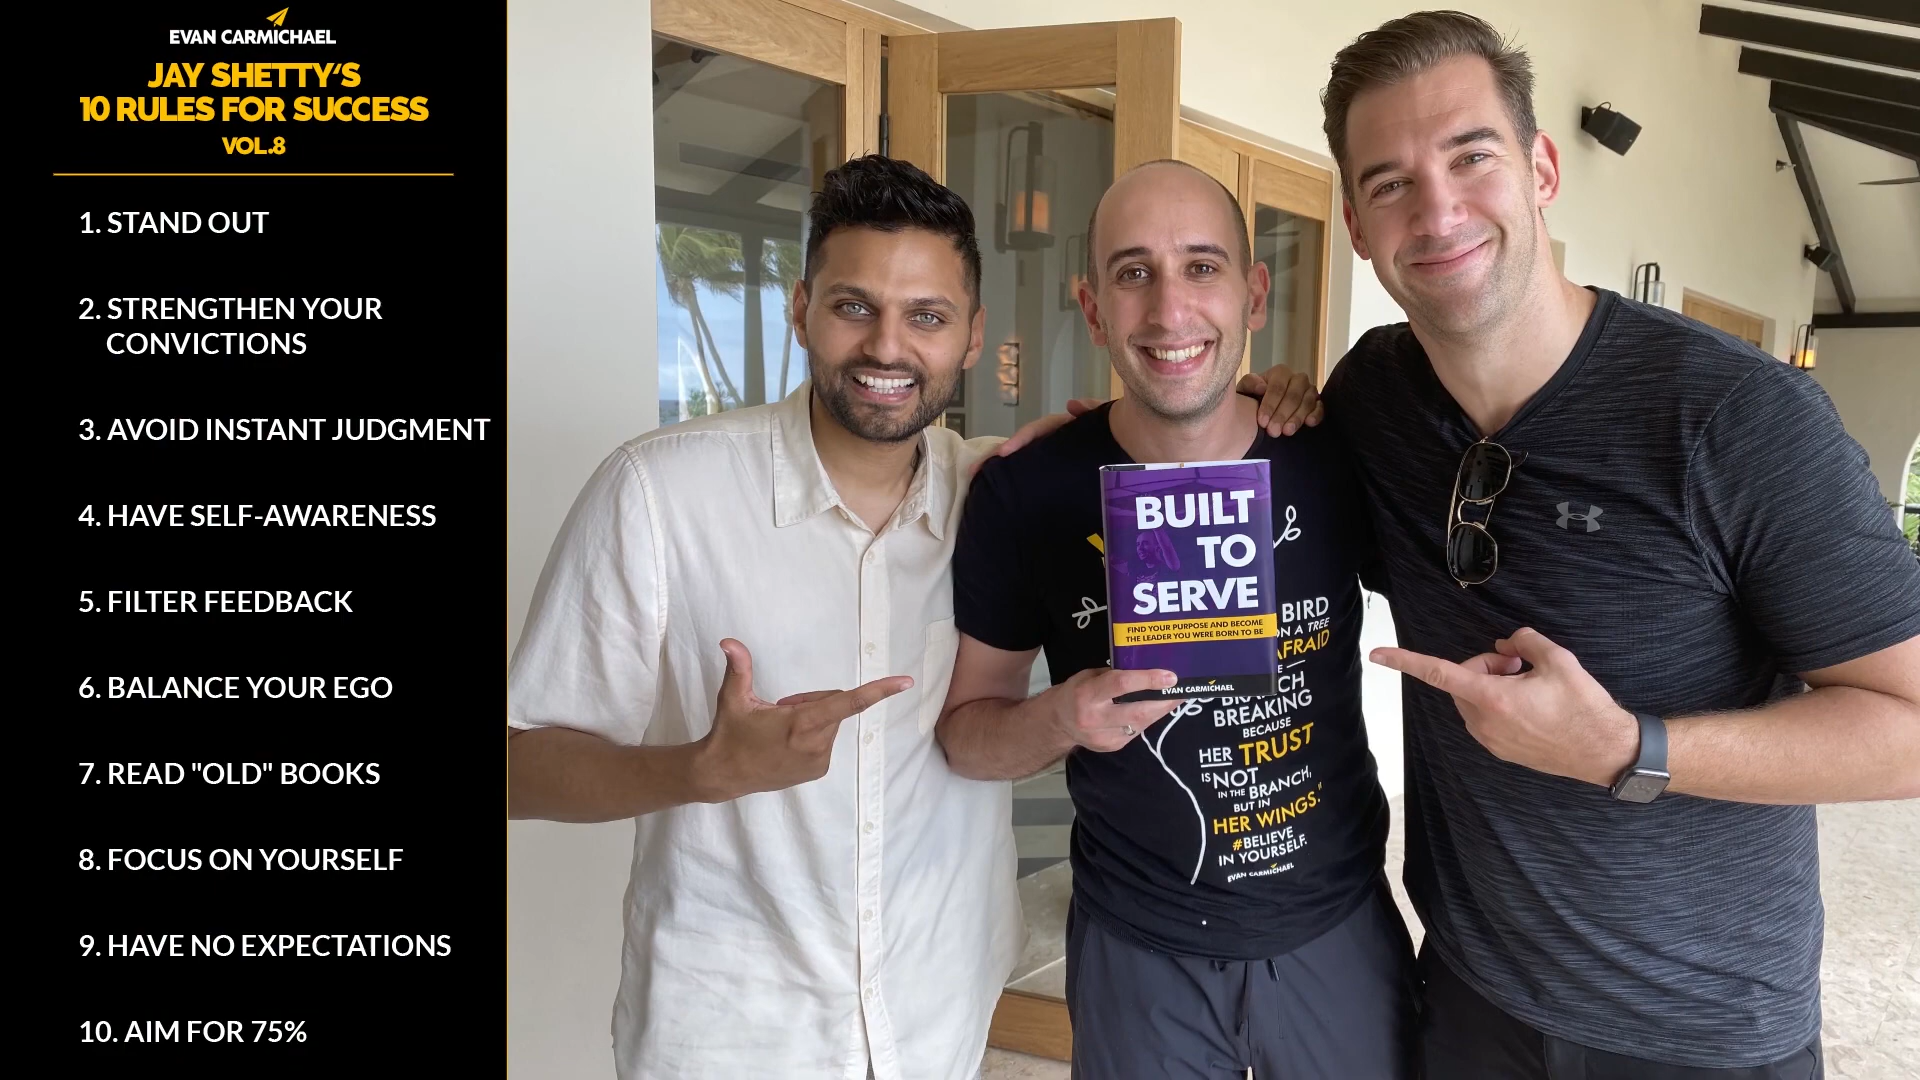 EVAN CARMICHAEL
JAY SHETTY'S
10 RULES FOR SUCCESS
VOL.8
1. STAND OUT
2. STRENGTHEN YOUR
CONVICTIONS
3. AVOID INSTANT JUDGMENT
4. HAVE SELF-AWARENESS
5. FILTER FEEDBACK
6. BALANCE YOUR EGO
7. READ "OLD" BOOKS
8. FOCUS ON YOURSELF
9. HAVE NO EXPECTATIONS
10. AIM FOR 75%
BUILT
TO
SERVE
FIND YOUR PURPOSE AND BECOME
THE LEADER YOU WERE BORN TO BE
EVAN CARMICHAEL
BIRD
ON A TREE
AFRAID
BREAKING
BECAUSE
HER TRUST
IS NOT
IN THE BRANCH,
BUT IN
HER WINGS."
#BELIEVE
IN YOURSELF.
EVAN CARMICHAEL